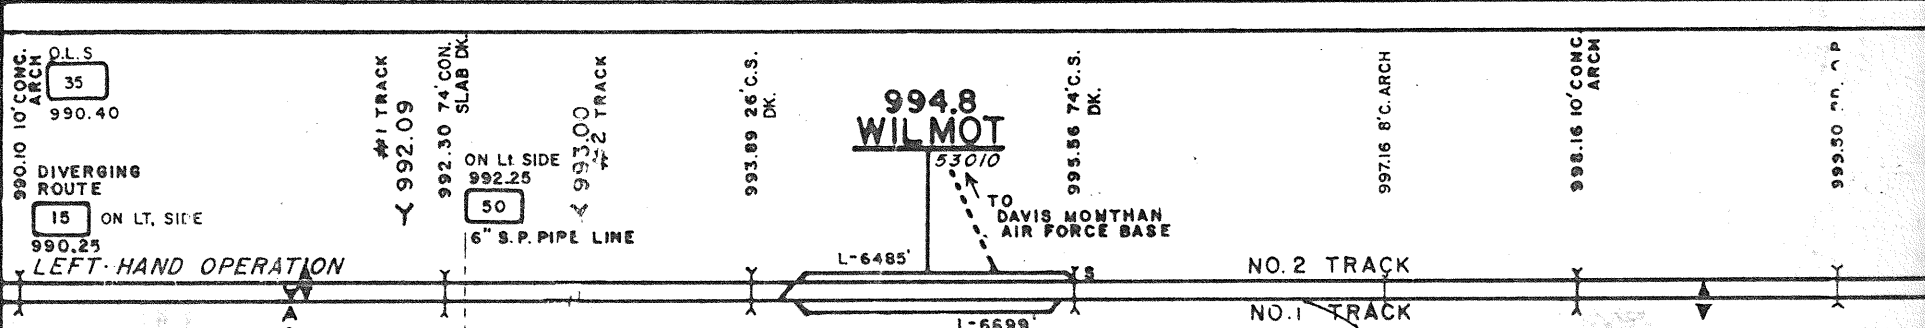 990.10 10' CONC.
ARCH
O.L.S
35
990.40
DIVERGING
ROUTE
15 ON LT, SIDE
990.25
LEFT-HAND OPERATION
#1 TRACK
992.09
992.30 74' CON.
SLAB DK.
ON Lt SIDE
992.25
50
6" S.P. PIPE LINE
993.00
#2 TRACK
993.89 26' C.S.
DK.
994.8
WILMOT
53010
TO
DAVIS MONTHAN
AIR FORCE BASE
L-6485'
995.56 74' C.S.
DK.
S
997.16 8' C. ARCH
NO. 2 TRACK
NO. 1 TRACK
L-6699'
998.16 10' CONC.
ARCH
999.50